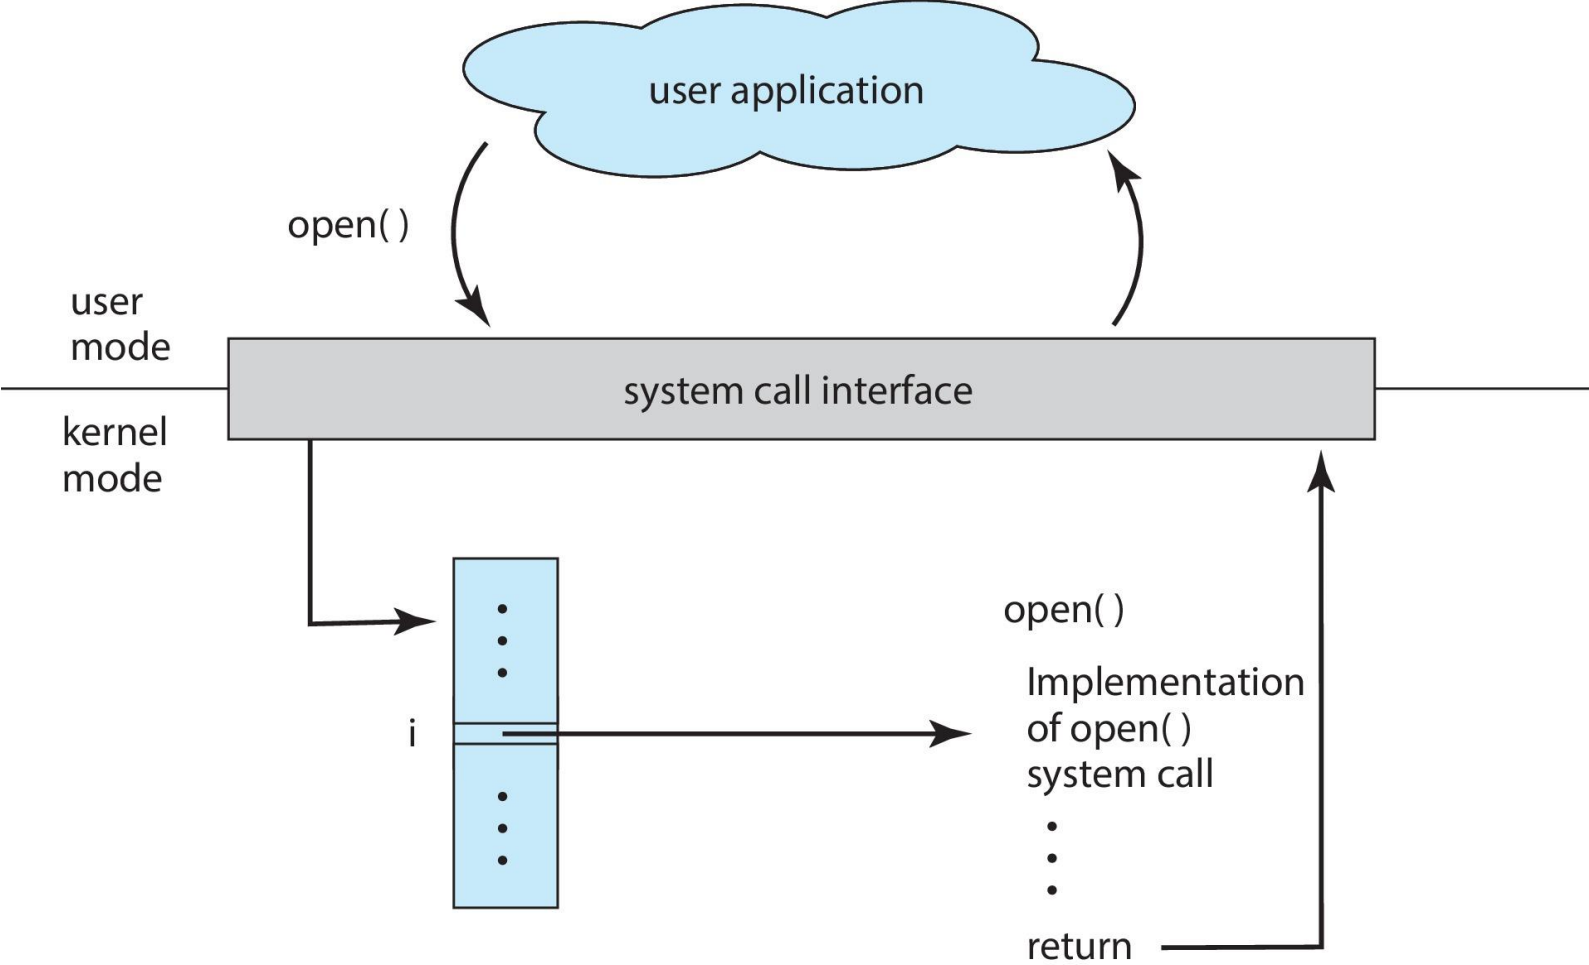 user application
open( )
user
mode
system call interface
kernel
mode
open( )
Implementation
of open( )
i
system call
return